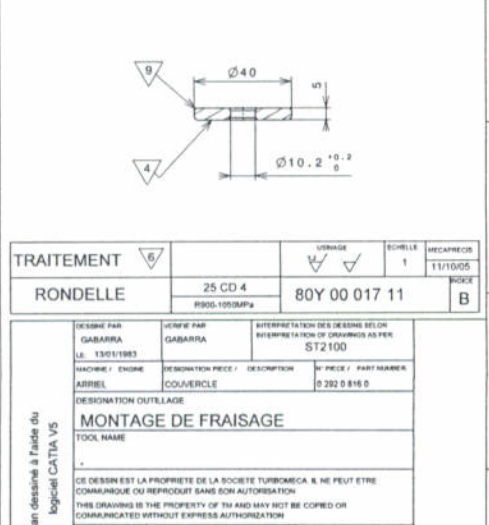 9
Ø40
5
4
Ø10.2 +0.2
0
TRAITEMENT 6
USINAGE
ECHELLE
1
MECAPRECIS
11/10/05
RONDELLE
25 CD 4
R900-1050MPa
80Y 00 017 11
INDICE
B
DESSINE PAR
GABARRA
LE 13/01/1983
VERIFIE PAR
GABARRA
INTERPRETATION DES DESSINS SELON
INTERPRETATION OF DRAWINGS AS PER
ST2100
MACHINE / ENGINE
ARRIEL
DESIGNATION PIECE / DESCRIPTION
COUVERCLE
N° PIECE / PART NUMBER
0 292 0 816 0
DESIGNATION OUTILLAGE
MONTAGE DE FRAISAGE
TOOL NAME
.
CE DESSIN EST LA PROPRIETE DE LA SOCIETE TURBOMECA. IL NE PEUT ETRE
COMMUNIQUE OU REPRODUIT SANS SON AUTORISATION
THIS DRAWING IS THE PROPERTY OF TM AND MAY NOT BE COPIED OR
COMMUNICATED WITHOUT EXPRESS AUTHORIZATION
an dessiné à l'aide du
logiciel CATIA V5